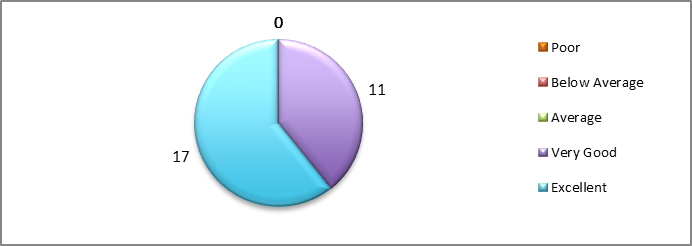 0
11
17
Poor
Below Average
Average
Very Good
Excellent